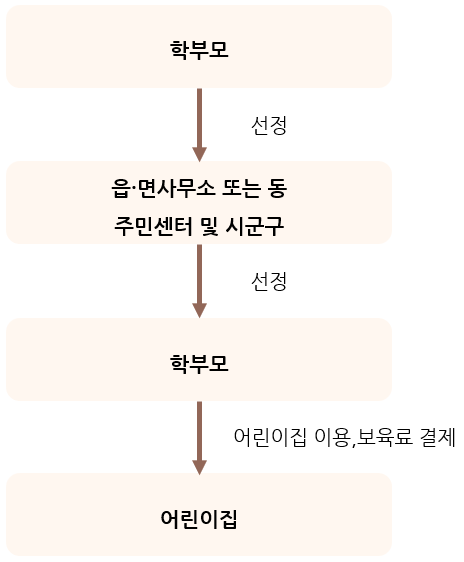 학부모
선정
읍·면사무소 또는 동
주민센터 및 시군구
선정
학부모
어린이집 이용,보육료 결제
어린이집